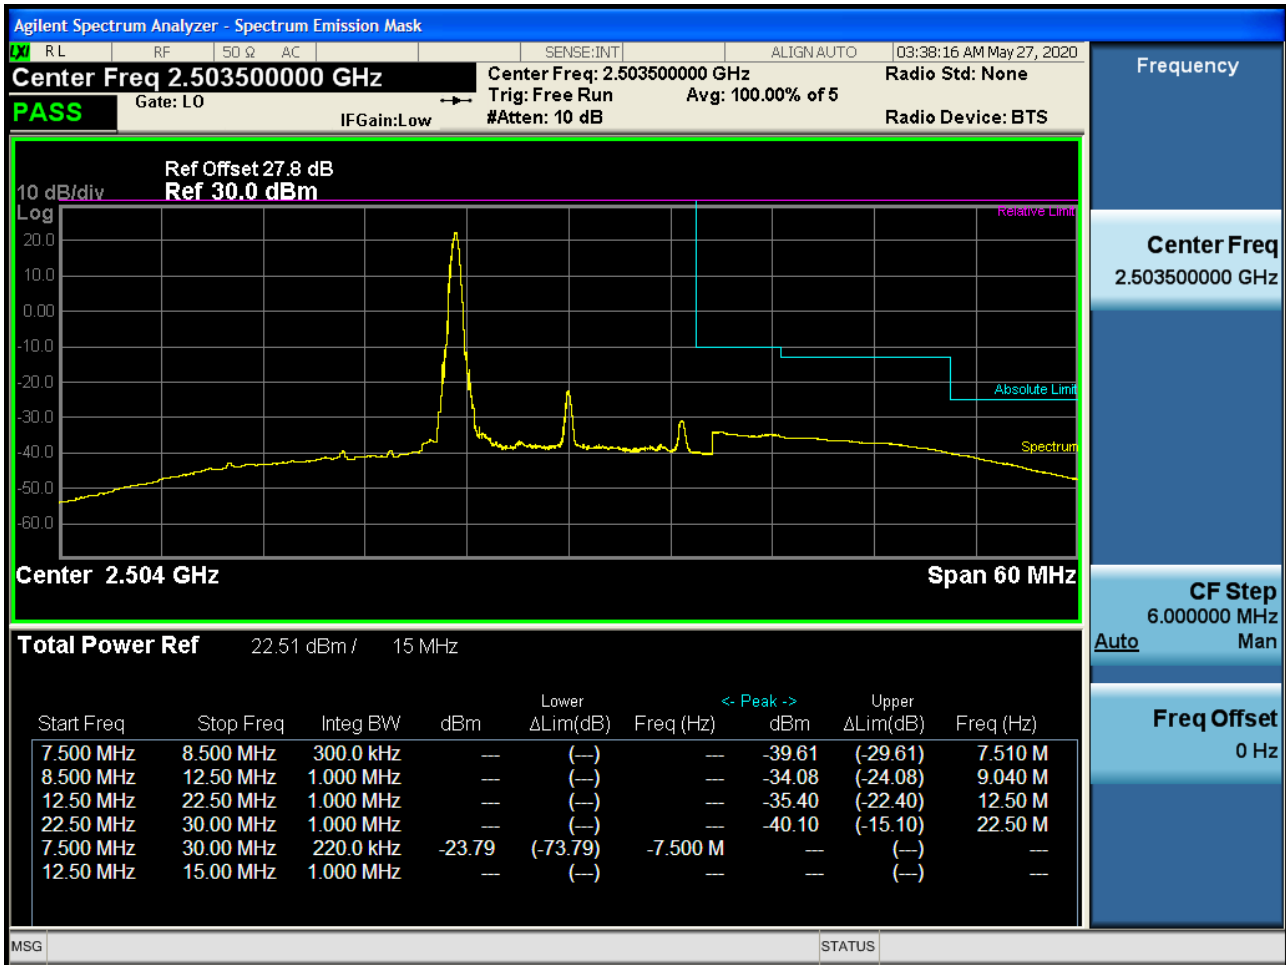 Agilent Spectrum Analyzer - Spectrum Emission Mask
LXI RL RF 50 Ω AC SENSE:INT ALIGN AUTO 03:38:16 AM May 27, 2020
Center Freq 2.503500000 GHz
Center Freq: 2.503500000 GHz Radio Std: None
PASS Gate: LO Trig: Free Run Avg: 100.00% of 5
IFGain:Low #Atten: 10 dB Radio Device: BTS
Ref Offset 27.8 dB
10 dB/div Ref 30.0 dBm
Log
Relative Limit
20.0
10.0
0.00
-10.0
-20.0
Absolute Limit
-30.0
-40.0
Spectrum
-50.0
-60.0
Center 2.504 GHz Span 60 MHz
Total Power Ref 22.51 dBm / 15 MHz
Lower <- Peak -> Upper
Start Freq Stop Freq Integ BW dBm ΔLim(dB) Freq (Hz) dBm ΔLim(dB) Freq (Hz)
7.500 MHz 8.500 MHz 300.0 kHz --- (---) --- -39.61 (-29.61) 7.510 M
8.500 MHz 12.50 MHz 1.000 MHz --- (---) --- -34.08 (-24.08) 9.040 M
12.50 MHz 22.50 MHz 1.000 MHz --- (---) --- -35.40 (-22.40) 12.50 M
22.50 MHz 30.00 MHz 1.000 MHz --- (---) --- -40.10 (-15.10) 22.50 M
7.500 MHz 30.00 MHz 220.0 kHz -23.79 (-73.79) -7.500 M --- (---) ---
12.50 MHz 15.00 MHz 1.000 MHz --- (---) --- --- (---) ---
MSG STATUS
Frequency
Center Freq
2.503500000 GHz
CF Step
6.000000 MHz
Auto Man
Freq Offset
0 Hz